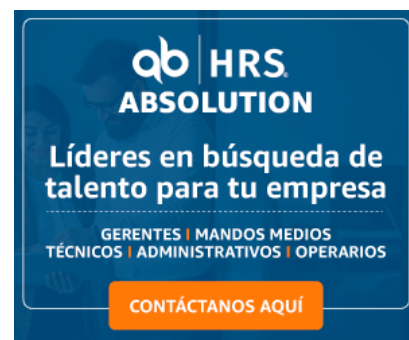 ab HRS
ABSOLUTION
Líderes en búsqueda de
talento para tu empresa
GERENTES | MANDOS MEDIOS
TÉCNICOS | ADMINISTRATIVOS | OPERARIOS
CONTÁCTANOS AQUÍ